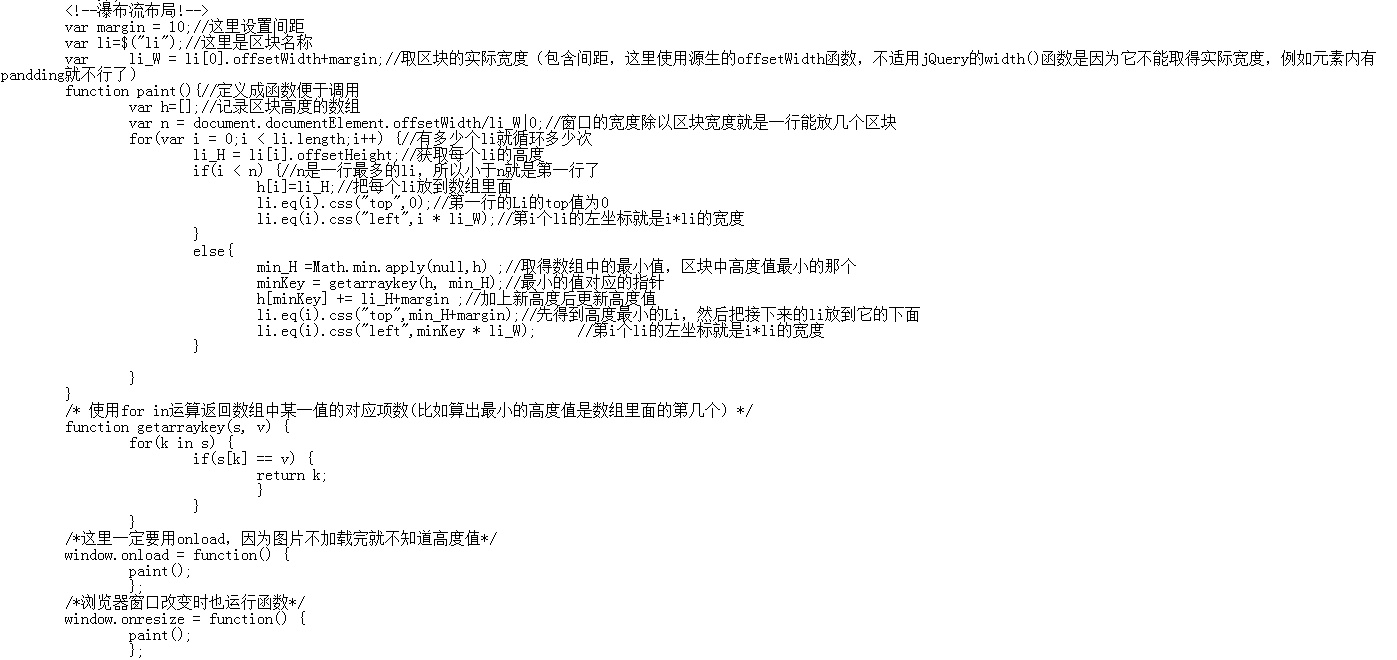 <!--瀑布流布局!-->
var margin = 10;//这里设置间距
var li=$("li");//这里是区块名称
var li_W = li[0].offsetWidth+margin;//取区块的实际宽度（包含间距，这里使用源生的offsetWidth函数，不适用jQuery的width()函数是因为它不能取得实际宽度，例如元素内有
pandding就不行了）
function paint(){//定义成函数便于调用
var h=[];//记录区块高度的数组
var n = document.documentElement.offsetWidth/li_W|0;//窗口的宽度除以区块宽度就是一行能放几个区块
for(var i = 0;i < li.length;i++) {//有多少个li就循环多少次
li_H = li[i].offsetHeight;//获取每个li的高度
if(i < n) {//n是一行最多的li，所以小于n就是第一行了
h[i]=li_H;//把每个li放到数组里面
li.eq(i).css("top",0);//第一行的Li的top值为0
li.eq(i).css("left",i * li_W);//第i个li的左坐标就是i*li的宽度
}
else{
min_H =Math.min.apply(null,h) ;//取得数组中的最小值，区块中高度值最小的那个
minKey = getarraykey(h, min_H);//最小的值对应的指针
h[minKey] += li_H+margin ;//加上新高度后更新高度值
li.eq(i).css("top",min_H+margin);//先得到高度最小的Li，然后把接下来的li放到它的下面
li.eq(i).css("left",minKey * li_W); //第i个li的左坐标就是i*li的宽度
}
}
}
/* 使用for in运算返回数组中某一值的对应项数(比如算出最小的高度值是数组里面的第几个) */
function getarraykey(s, v) {
for(k in s) {
if(s[k] == v) {
return k;
}
}
}
/*这里一定要用onload，因为图片不加载完就不知道高度值*/
window.onload = function() {
paint();
};
/*浏览器窗口改变时也运行函数*/
window.onresize = function() {
paint();
};